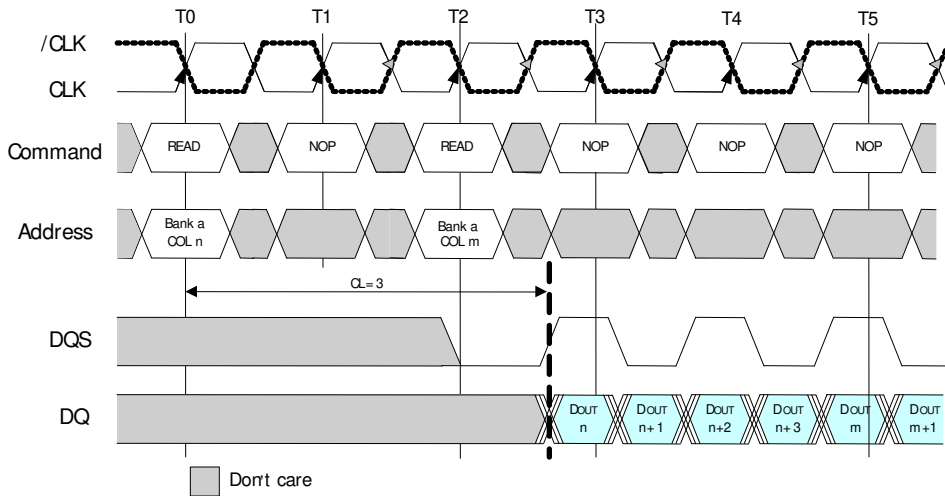 T0 T1 T2 T3 T4 T5
/CLK
CLK
Command READ NOP READ NOP NOP NOP
Address Bank a COL n Bank a COL m
CL= 3
DQS
DQ DOUT n DOUT n+1 DOUT n+2 DOUT n+3 DOUT m DOUT m+1
Don't care